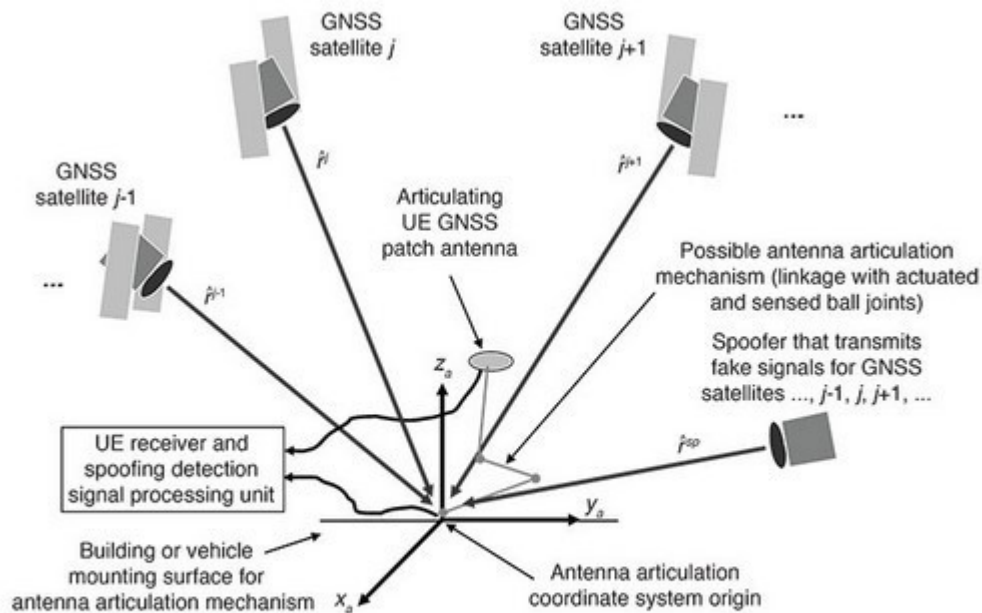 GNSS
satellite j
GNSS
satellite j+1
...
r̂ʲ
r̂ʲ⁺¹
GNSS
satellite j-1
Articulating
UE GNSS
patch antenna
Possible antenna articulation
mechanism (linkage with actuated
and sensed ball joints)
...
r̂ʲ⁻¹
Spoofer that transmits
fake signals for GNSS
satellites ..., j-1, j, j+1, ...
zₐ
r̂ˢᵖ
UE receiver and
spoofing detection
signal processing unit
yₐ
Building or vehicle
mounting surface for
antenna articulation mechanism
xₐ
Antenna articulation
coordinate system origin